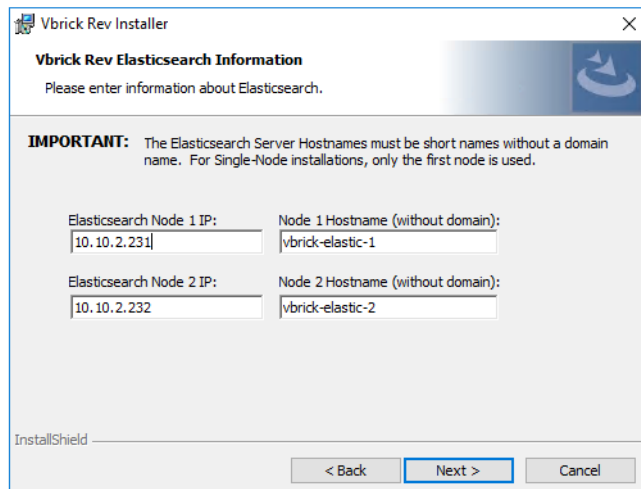 Vbrick Rev Installer
Vbrick Rev Elasticsearch Information
Please enter information about Elasticsearch.
IMPORTANT: The Elasticsearch Server Hostnames must be short names without a domain
name. For Single-Node installations, only the first node is used.
Elasticsearch Node 1 IP: Node 1 Hostname (without domain):
10.10.2.231 vbrick-elastic-1
Elasticsearch Node 2 IP: Node 2 Hostname (without domain):
10.10.2.232 vbrick-elastic-2
InstallShield
< Back Next > Cancel